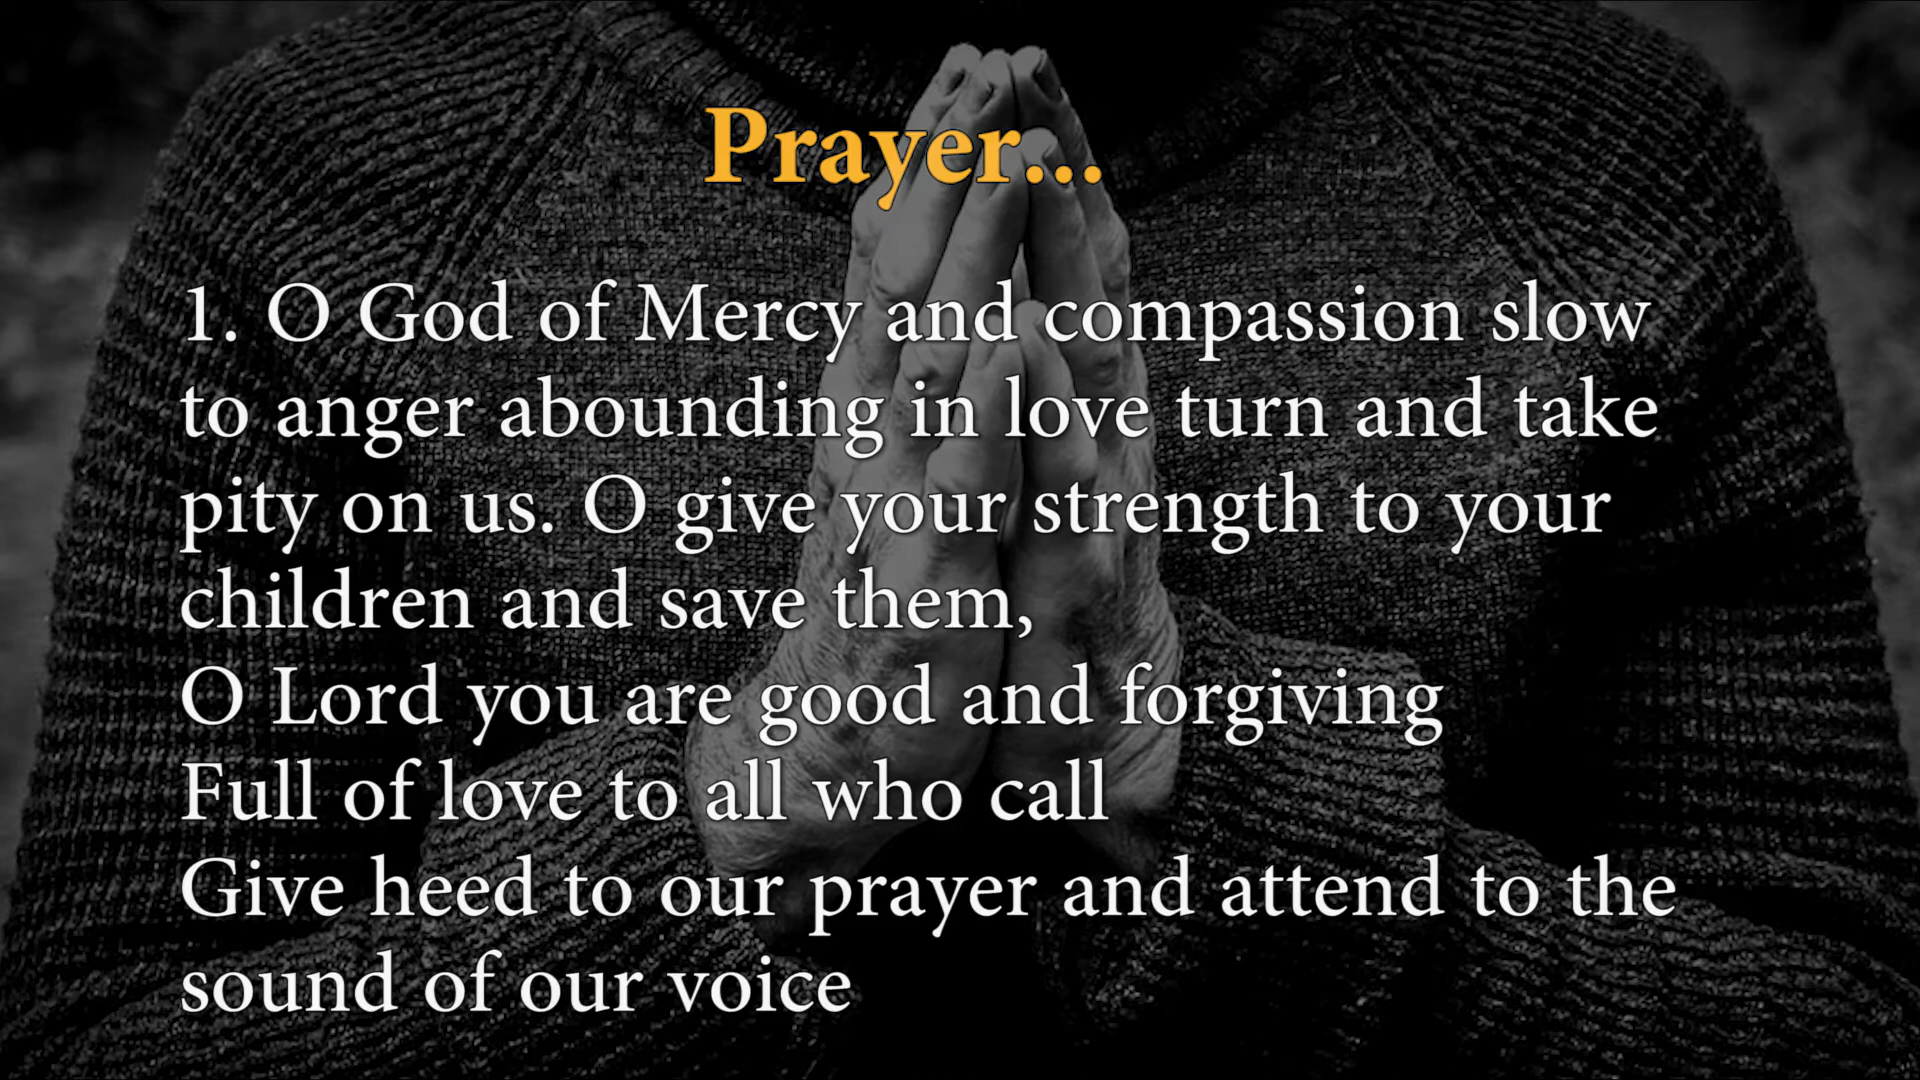 Prayer...
1. O God of Mercy and compassion slow
to anger abounding in love turn and take
pity on us. O give your strength to your
children and save them,
O Lord you are good and forgiving
Full of love to all who call
Give heed to our prayer and attend to the
sound of our voice